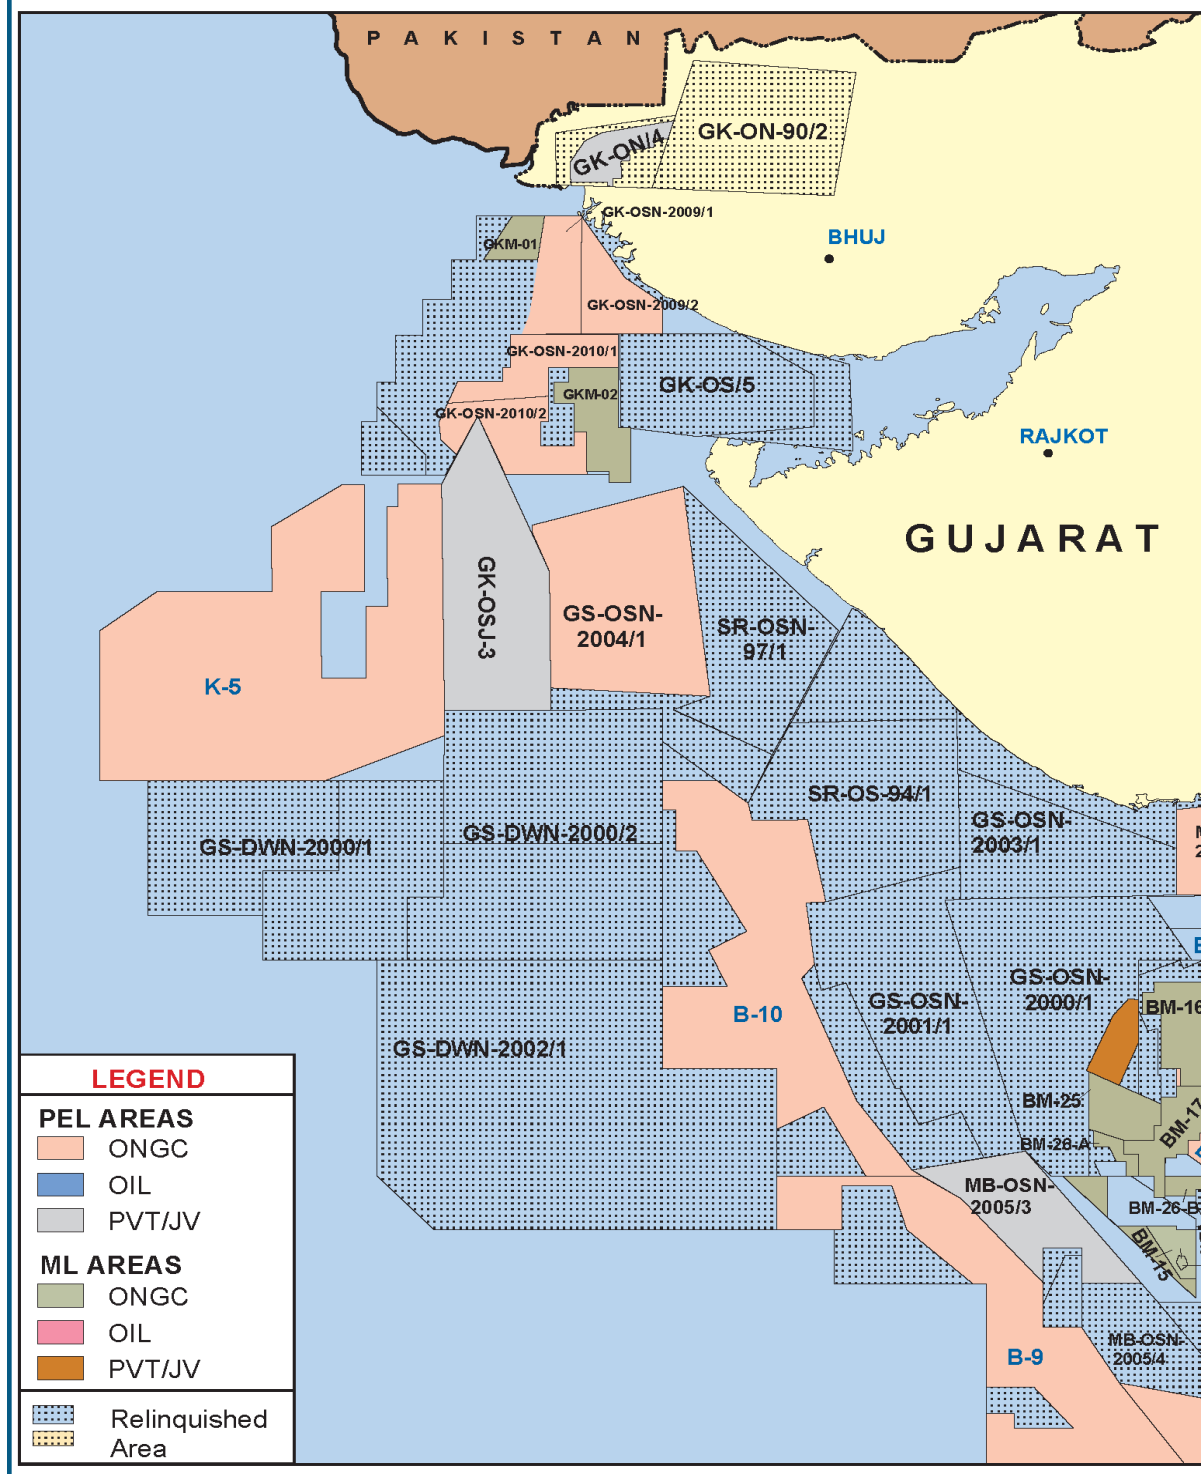 PAKISTAN
GK-ON-90/2
GK-ON/4
GK-OSN-2009/1
BHUJ
GKM-01
GK-OSN-2009/2
GK-OSN-2010/1
GK-OS/5
GKM-02
GK-OSN-2010/2
RAJKOT
GUJARAT
GK-OSJ-3
GS-OSN-
2004/1
SR-OSN-
97/1
K-5
SR-OS-94/1
GS-OSN-
2003/1
GS-DWN-2000/2
GS-DWN-2000/1
GS-OSN-
2000/1
GS-OSN-
2001/1
BM-16
B-10
GS-DWN-2002/1
BM-25
BM-17
BM-26-A
MB-OSN-
2005/3
BM-26-B
BM-15
MB-OSN-
2005/4
B-9
LEGEND
PEL AREAS
ONGC
OIL
PVT/JV
ML AREAS
ONGC
OIL
PVT/JV
Relinquished
Area